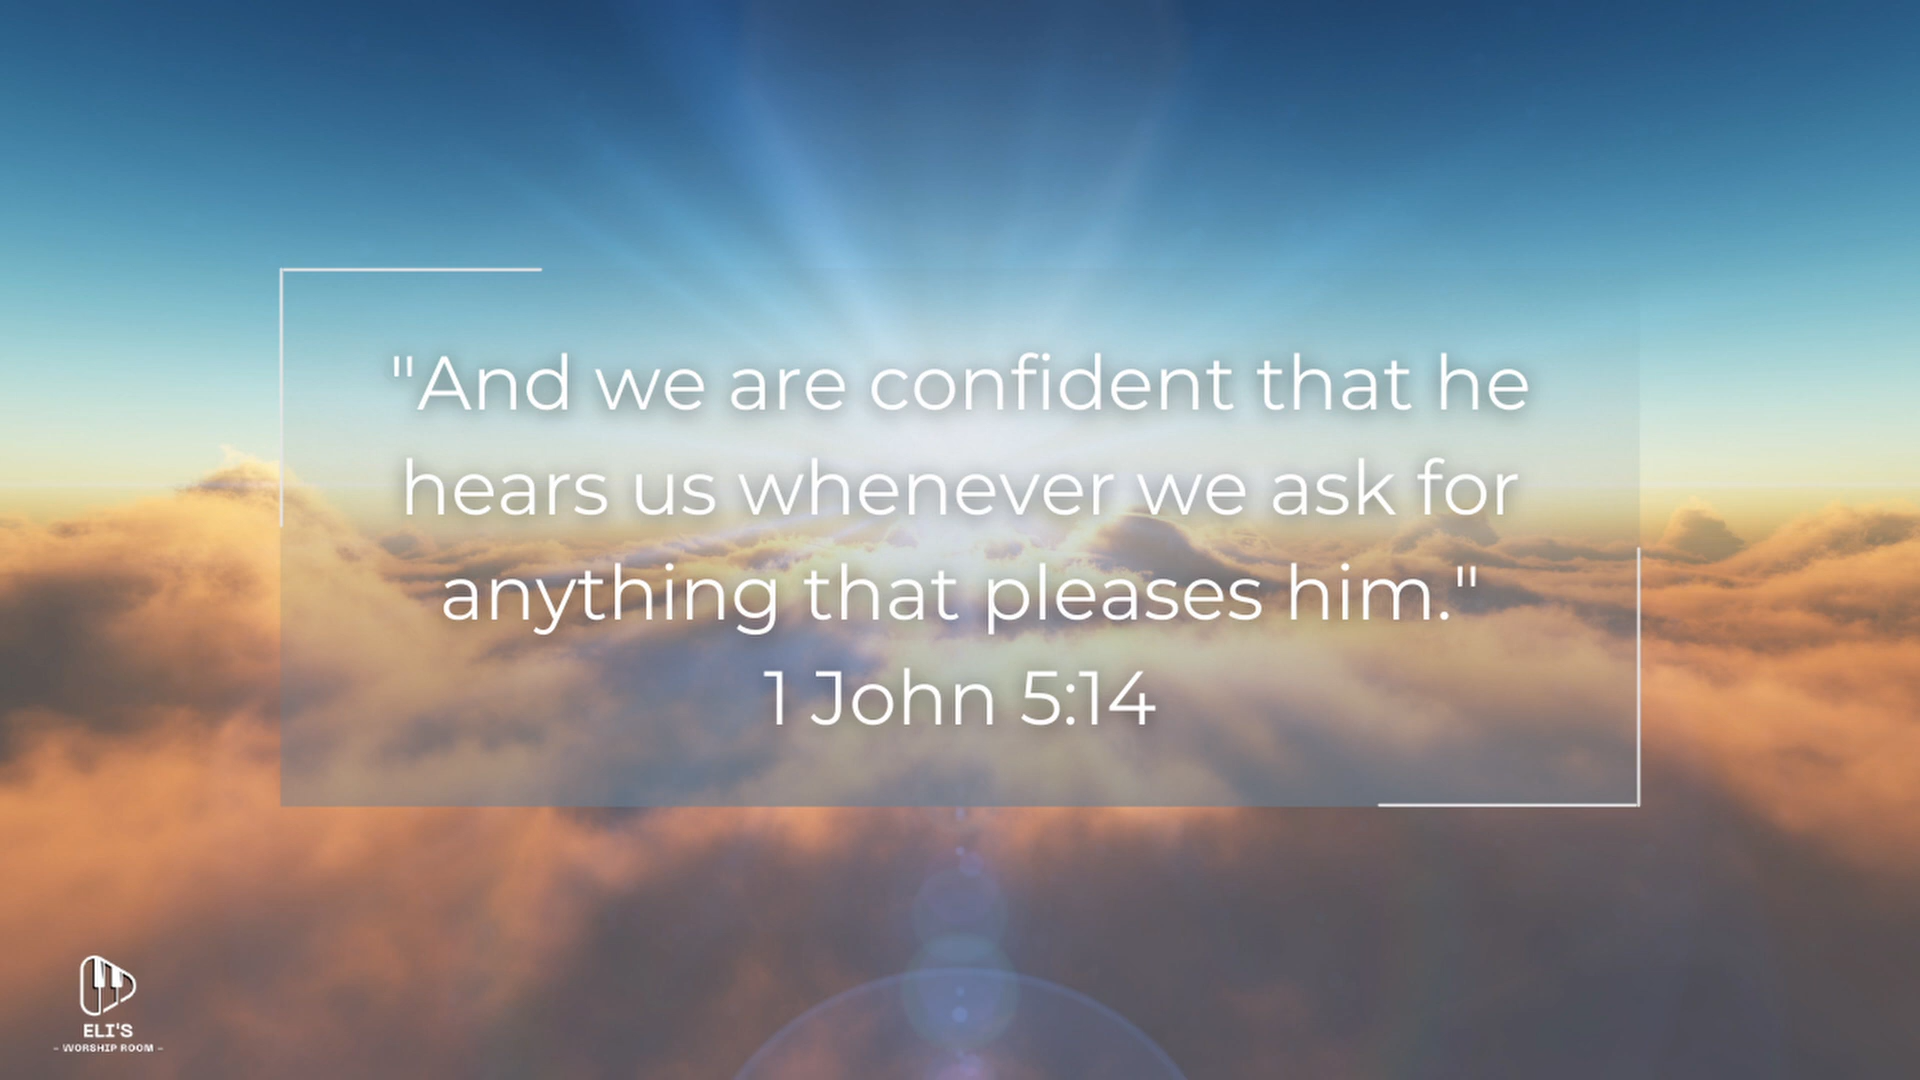 "And we are confident that he
hears us whenever we ask for
anything that pleases him."
1 John 5:14
ELI'S
- WORSHIP ROOM -